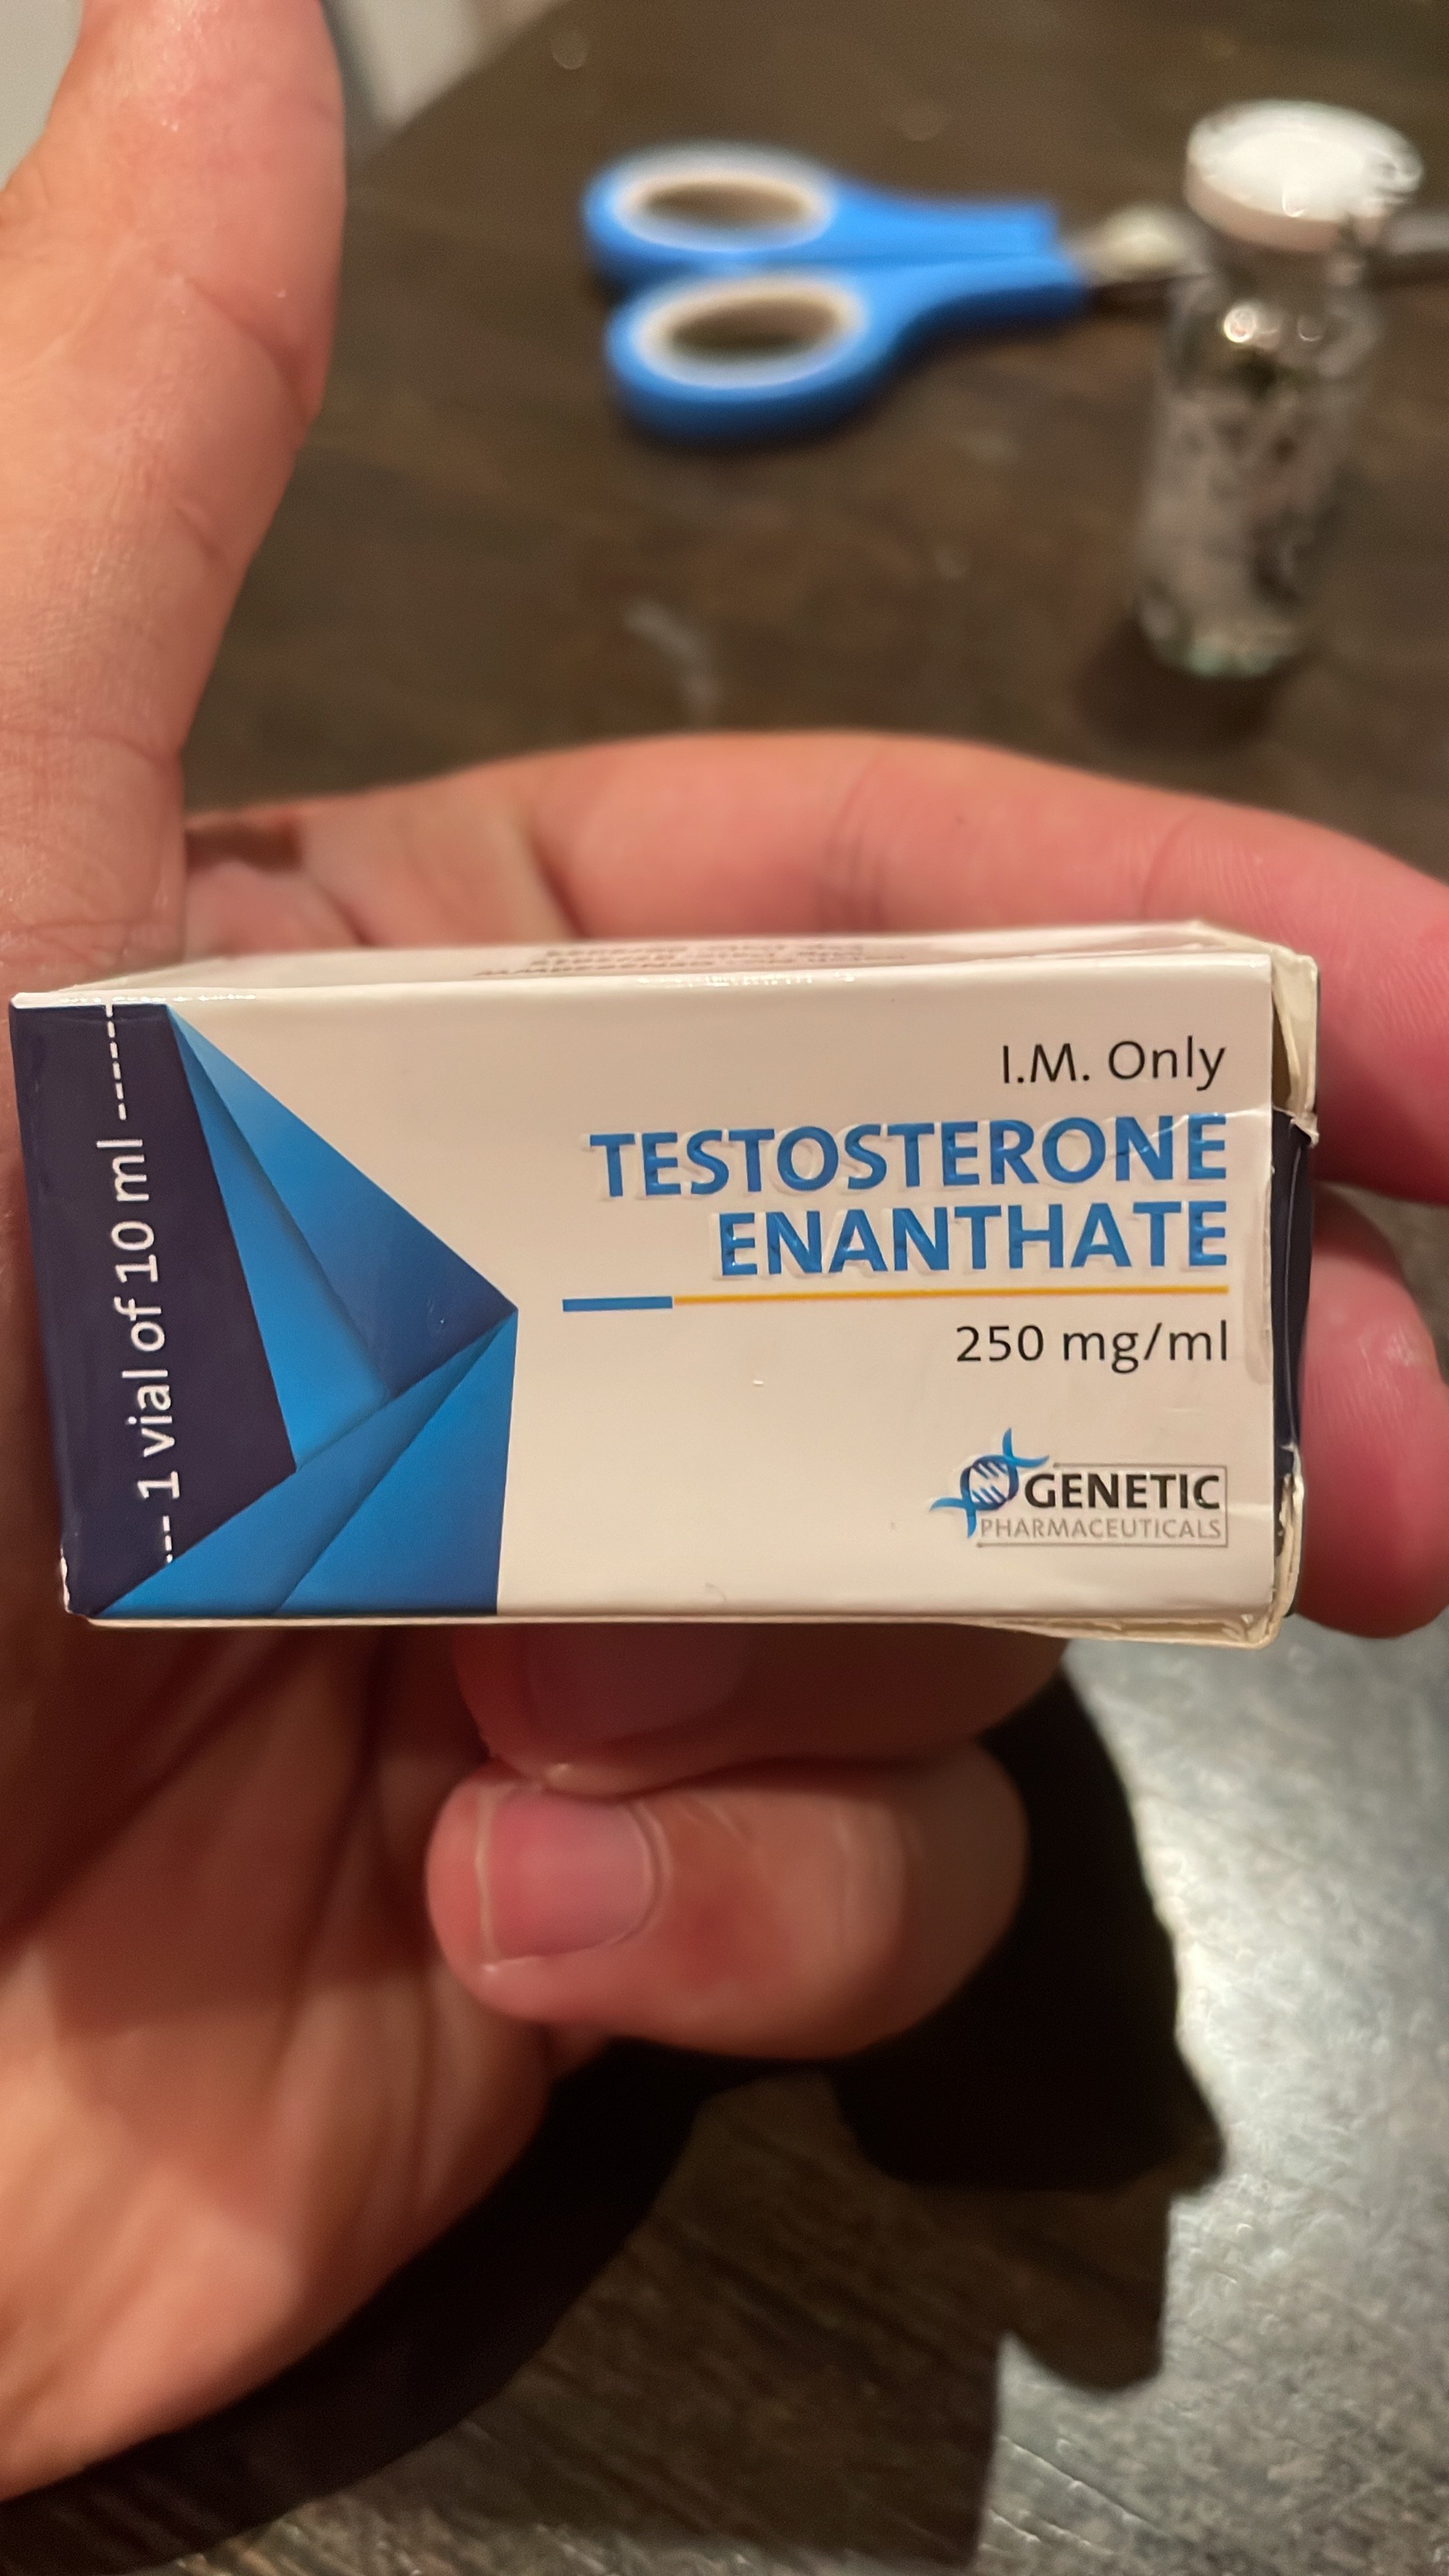 --- 1 vial of 10 ml -----
I.M. Only
TESTOSTERONE
ENANTHATE
250 mg/ml
GENETIC
PHARMACEUTICALS